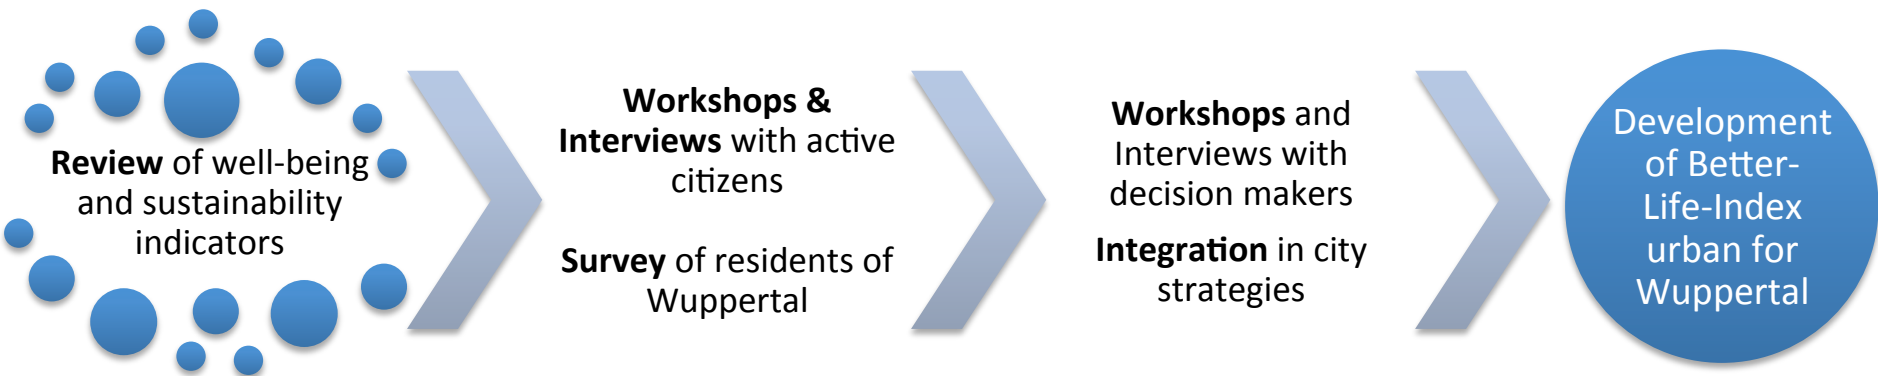 Review of well-being
and sustainability
indicators
Workshops &
Interviews with active
citizens
Survey of residents of
Wuppertal
Workshops and
Interviews with
decision makers
Integration in city
strategies
Development
of Better-
Life-Index
urban for
Wuppertal